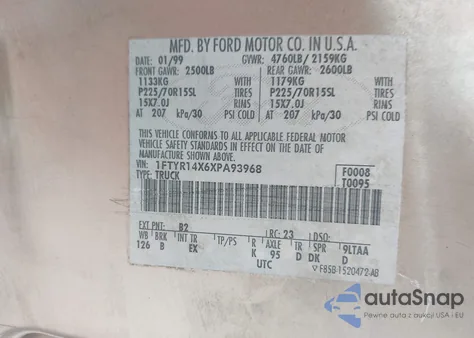 MFD. BY FORD MOTOR CO. IN U.S.A.
DATE: 01/99 GVWR: 4760LB/ 2159KG
FRONT GAWR: 2500LB REAR GAWR: 2600LB
1133KG WITH 1179KG WITH
P225/70R15SL TIRES P225/70R15SL TIRES
15X7.0J RIMS 15X7.0J RIMS
AT 207 kPa/30 PSI COLD AT 207 kPa/30 PSI COLD
THIS VEHICLE CONFORMS TO ALL APPLICABLE FEDERAL MOTOR
VEHICLE SAFETY STANDARDS IN EFFECT ON THE DATE OF
MANUFACTURE SHOWN ABOVE.
VIN: 1FTYR14X6XPA93968 F0008
TYPE: TRUCK T0095
EXT PNT: B2 RC: 23 DSO:
WB BRK INT TR TP/PS R AXLE TR SPR 9LTAA
126 B EX K 95 D DK D
UTC F85B-1520472-AB
autoSnap
Pewne auta z aukcji USA i EU